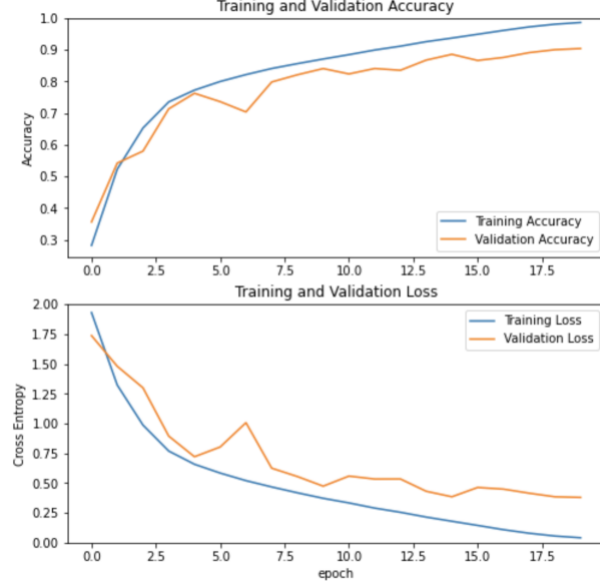 Training and Validation Accuracy
1.0
0.9
0.8
0.7
0.6
0.5
0.4
0.3
Accuracy
Training Accuracy
Validation Accuracy
0.0 2.5 5.0 7.5 10.0 12.5 15.0 17.5
Training and Validation Loss
2.00
1.75
1.50
1.25
1.00
0.75
0.50
0.25
0.00
Cross Entropy
Training Loss
Validation Loss
0.0 2.5 5.0 7.5 10.0 12.5 15.0 17.5
epoch